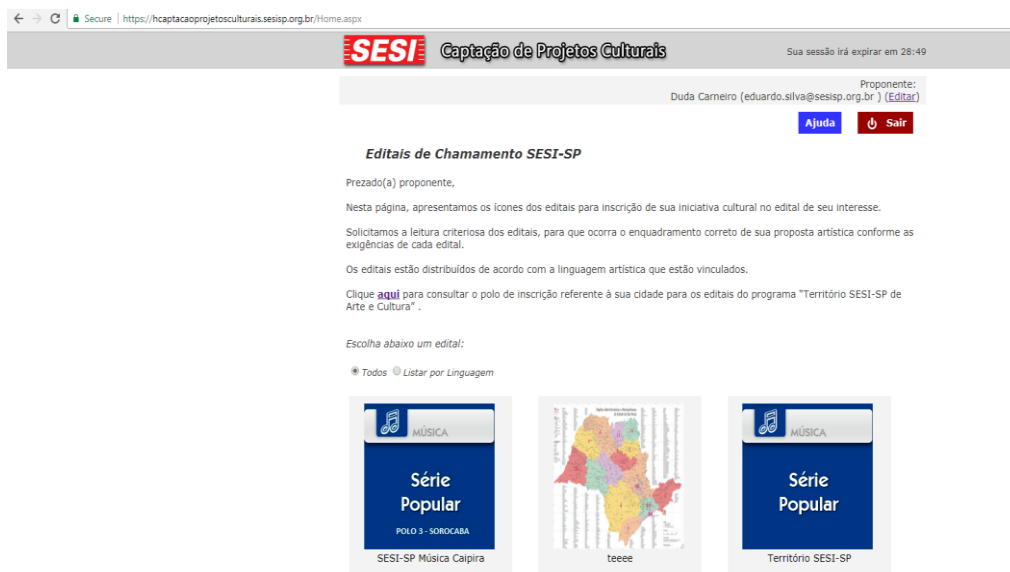 Secure | https://hcaptacaoprojetosculturais.sesisp.org.br/Home.aspx
SESI Captação de Projetos Culturais
Sua sessão irá expirar em 28:49
Proponente:
Duda Carneiro (eduardo.silva@sesisp.org.br ) (Editar)
Ajuda Sair
Editais de Chamamento SESI-SP
Prezado(a) proponente,
Nesta página, apresentamos os ícones dos editais para inscrição de sua iniciativa cultural no edital de seu interesse.
Solicitamos a leitura criteriosa dos editais, para que ocorra o enquadramento correto de sua proposta artística conforme as
exigências de cada edital.
Os editais estão distribuídos de acordo com a linguagem artística que estão vinculados.
Clique aqui para consultar o polo de inscrição referente à sua cidade para os editais do programa "Território SESI-SP de
Arte e Cultura" .
Escolha abaixo um edital:
Todos Listar por Linguagem
MÚSICA
Série
Popular
POLO 3 - SOROCABA
SESI-SP Música Caipira
teeee
MÚSICA
Série
Popular
Território SESI-SP